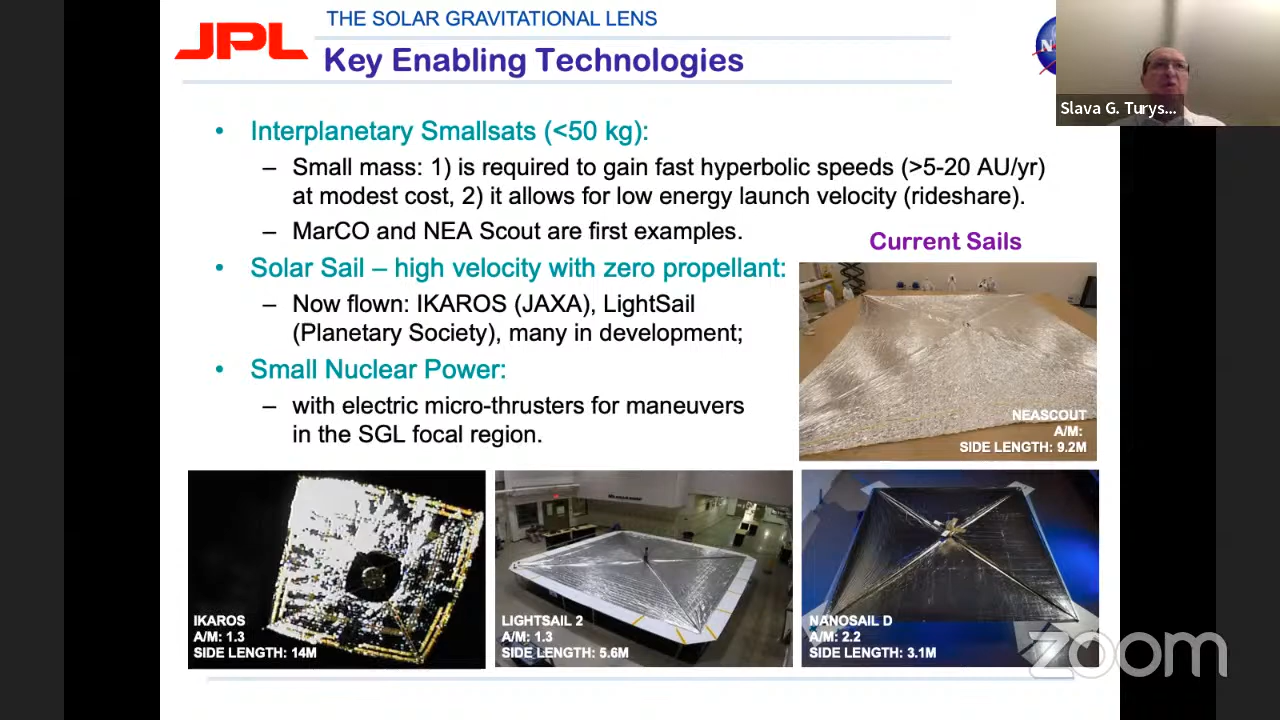 JPL
THE SOLAR GRAVITATIONAL LENS
Key Enabling Technologies
Slava G. Turys...
• Interplanetary Smallsats (<50 kg):
– Small mass: 1) is required to gain fast hyperbolic speeds (>5-20 AU/yr)
at modest cost, 2) it allows for low energy launch velocity (rideshare).
– MarCO and NEA Scout are first examples.
• Solar Sail – high velocity with zero propellant:
– Now flown: IKAROS (JAXA), LightSail
(Planetary Society), many in development;
• Small Nuclear Power:
– with electric micro-thrusters for maneuvers
in the SGL focal region.
Current Sails
NEASCOUT
A/M:
SIDE LENGTH: 9.2M
IKAROS
A/M: 1.3
SIDE LENGTH: 14M
LIGHTSAIL 2
A/M: 1.3
SIDE LENGTH: 5.6M
NANOSAIL D
A/M: 2.2
SIDE LENGTH: 3.1M
zoom